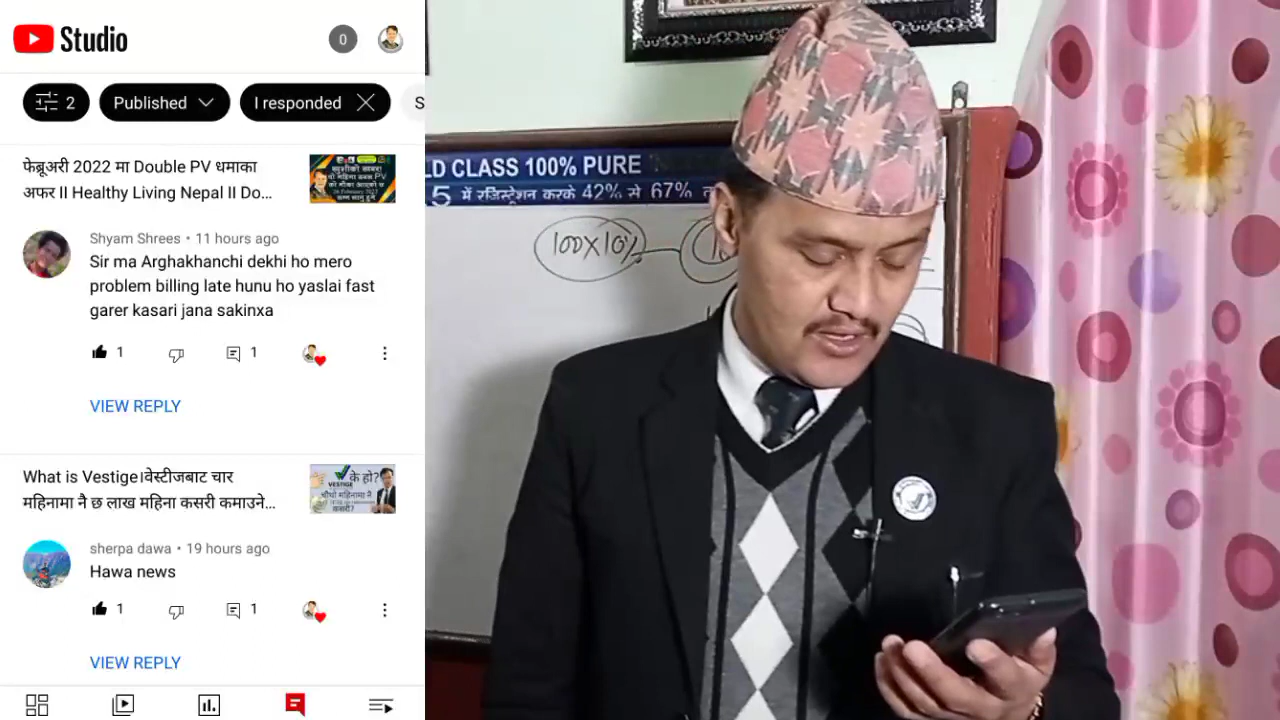 Studio
0
2
Published
I responded
S
फेब्रूअरी 2022 मा Double PV धमाका
अफर II Healthy Living Nepal II Do...
Shyam Shrees • 11 hours ago
Sir ma Arghakhanchi dekhi ho mero
problem billing late hunu ho yaslai fast
garer kasari jana sakinxa
1
1
VIEW REPLY
What is Vestige।वेस्टीजबाट चार
महिनामा नै छ लाख महिना कसरी कमाउने...
के हो?
VESTIGE
चौथो महिनामा नै
कसरी?
sherpa dawa • 19 hours ago
Hawa news
1
1
VIEW REPLY
LD CLASS 100% PURE
5 में रजिस्ट्रेशन करके 42% से 67%
100X10%